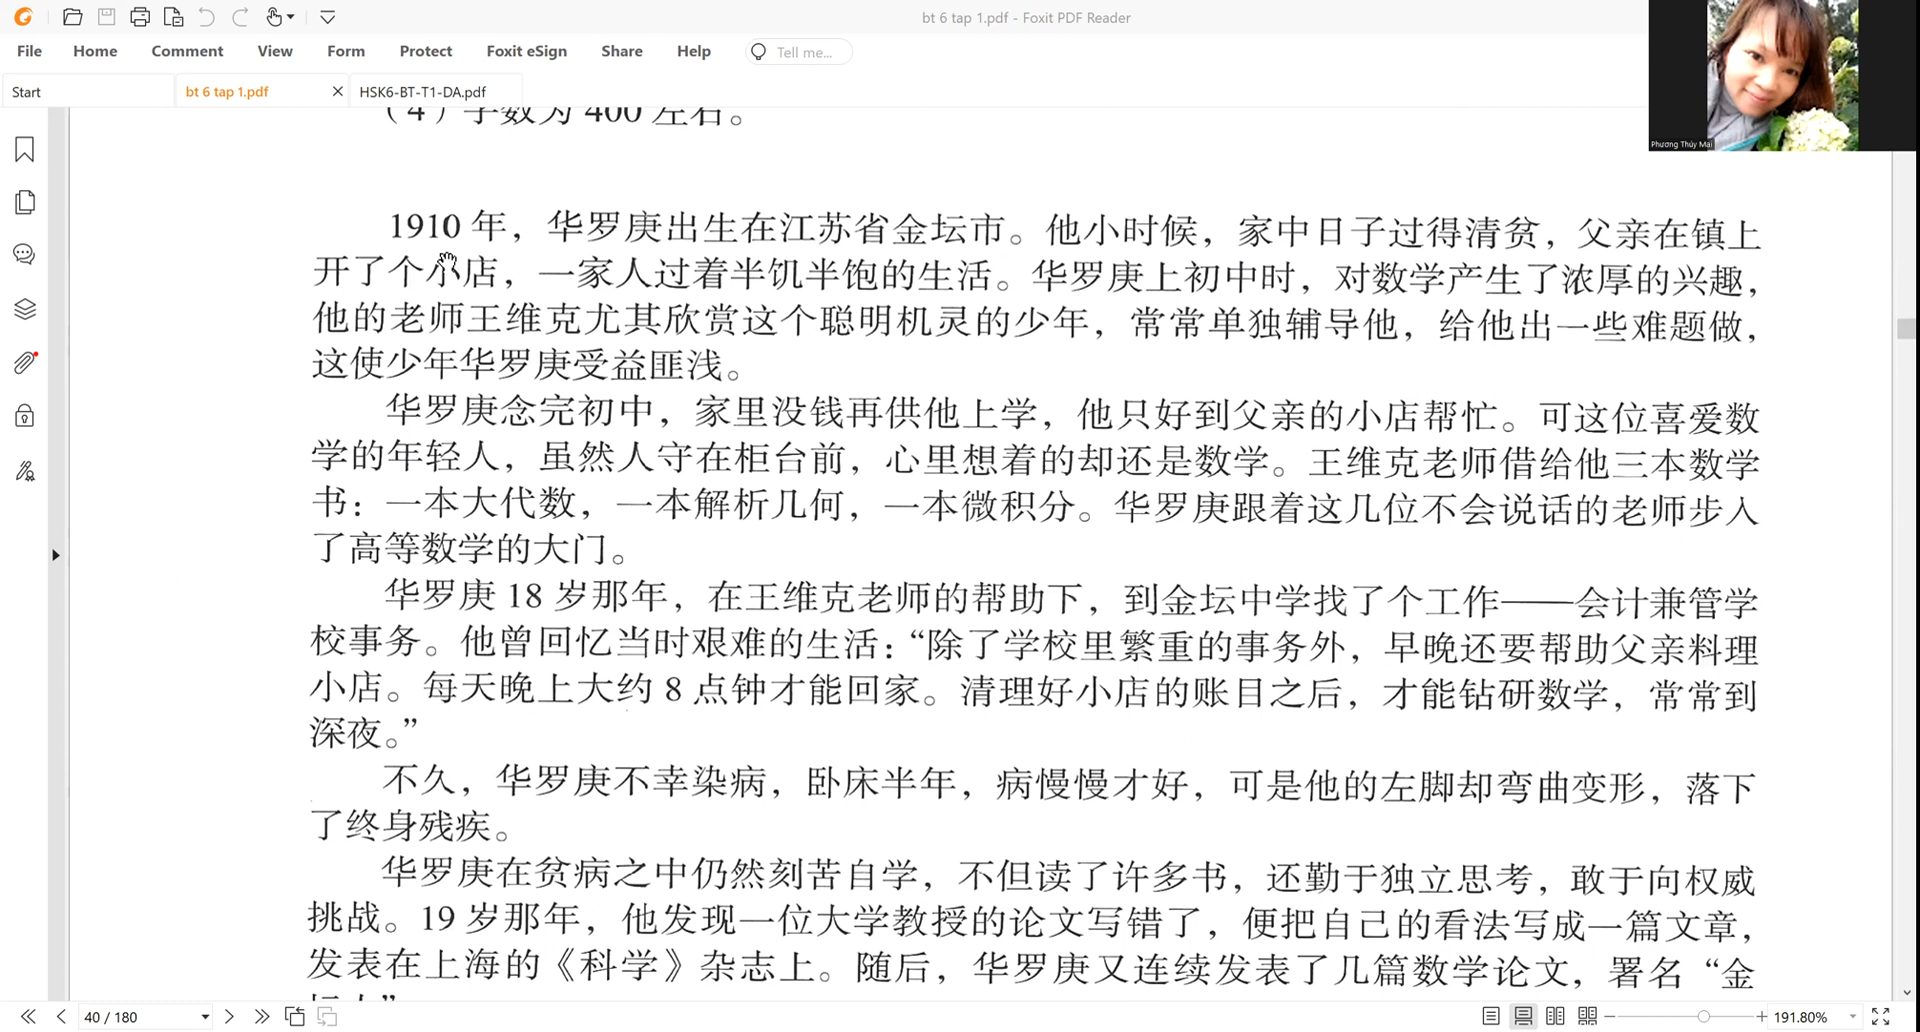 bt 6 tap 1.pdf - Foxit PDF Reader
File Home Comment View Form Protect Foxit eSign Share Help Tell me...
Start bt 6 tap 1.pdf HSK6-BT-T1-DA.pdf
Phương Thúy Mai
（4）字数为 400 左右。
1910 年，华罗庚出生在江苏省金坛市。他小时候，家中日子过得清贫，父亲在镇上
开了个小店，一家人过着半饥半饱的生活。华罗庚上初中时，对数学产生了浓厚的兴趣，
他的老师王维克尤其欣赏这个聪明机灵的少年，常常单独辅导他，给他出一些难题做，
这使少年华罗庚受益匪浅。
华罗庚念完初中，家里没钱再供他上学，他只好到父亲的小店帮忙。可这位喜爱数
学的年轻人，虽然人守在柜台前，心里想着的却还是数学。王维克老师借给他三本数学
书：一本大代数，一本解析几何，一本微积分。华罗庚跟着这几位不会说话的老师步入
了高等数学的大门。
华罗庚 18 岁那年，在王维克老师的帮助下，到金坛中学找了个工作——会计兼管学
校事务。他曾回忆当时艰难的生活：“除了学校里繁重的事务外，早晚还要帮助父亲料理
小店。每天晚上大约 8 点钟才能回家。清理好小店的账目之后，才能钻研数学，常常到
深夜。”
不久，华罗庚不幸染病，卧床半年，病慢慢才好，可是他的左脚却弯曲变形，落下
了终身残疾。
华罗庚在贫病之中仍然刻苦自学，不但读了许多书，还勤于独立思考，敢于向权威
挑战。19 岁那年，他发现一位大学教授的论文写错了，便把自己的看法写成一篇文章，
发表在上海的《科学》杂志上。随后，华罗庚又连续发表了几篇数学论文，署名“金
40 / 180 191.80%